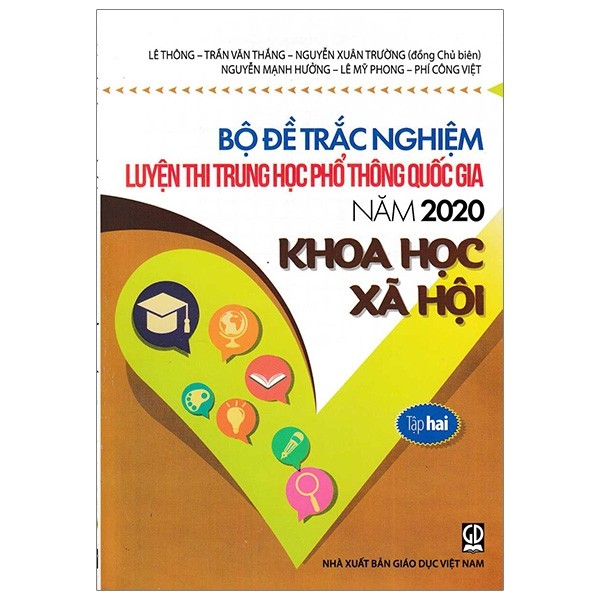 LÊ THÔNG – TRẦN VĂN THẮNG – NGUYỄN XUÂN TRƯỜNG (đồng Chủ biên)
NGUYỄN MẠNH HƯỞNG – LÊ MỸ PHONG – PHÍ CÔNG VIỆT
BỘ ĐỀ TRẮC NGHIỆM
LUYỆN THI TRUNG HỌC PHỔ THÔNG QUỐC GIA
NĂM 2020
KHOA HỌC
XÃ HỘI
Tập hai
GD
NHÀ XUẤT BẢN GIÁO DỤC VIỆT NAM